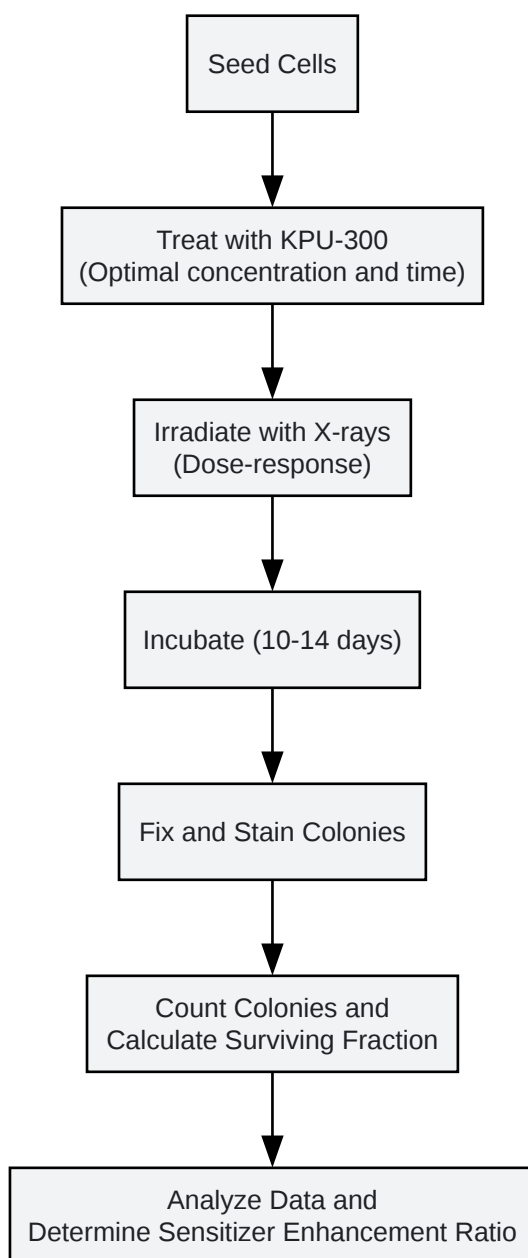 Seed Cells
Treat with KPU-300
(Optimal concentration and time)
Irradiate with X-rays
(Dose-response)
Incubate (10-14 days)
Fix and Stain Colonies
Count Colonies and
Calculate Surviving Fraction
Analyze Data and
Determine Sensitizer Enhancement Ratio